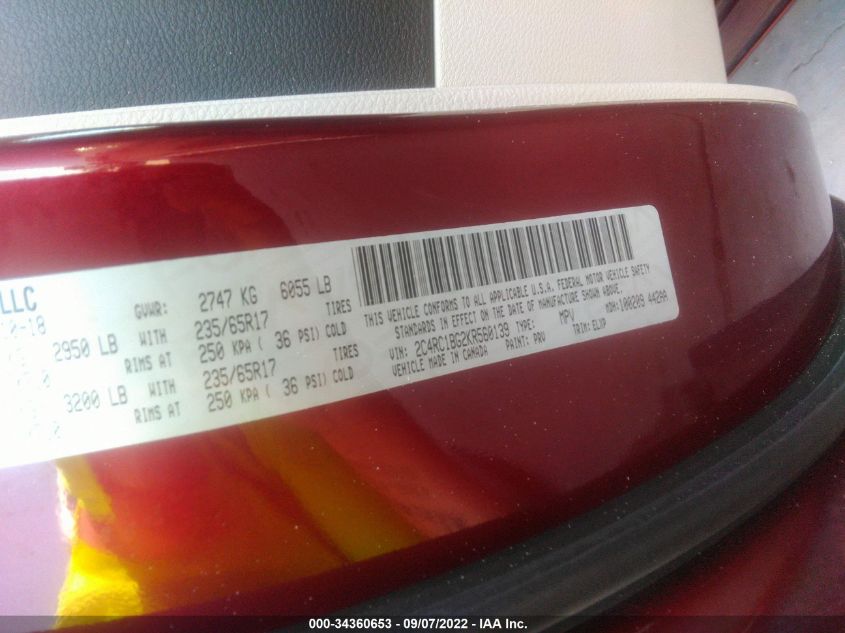 LLC
GVWR: 2747 KG 6055 LB
2950 LB WITH 235/65R17 TIRES
RIMS AT 250 KPA ( 36 PSI) COLD
3200 LB WITH 235/65R17 TIRES
RIMS AT 250 KPA ( 36 PSI) COLD
THIS VEHICLE CONFORMS TO ALL APPLICABLE U.S.A. FEDERAL MOTOR VEHICLE SAFETY
STANDARDS IN EFFECT ON THE DATE OF MANUFACTURE SHOWN ABOVE.
VIN: 2C4RC1BG2KR560139 TYPE: MPV MDH: 100209 442AA
VEHICLE MADE IN CANADA PAINT: PRV TRIM: ELXP
000-34360653 - 09/07/2022 - IAA Inc.